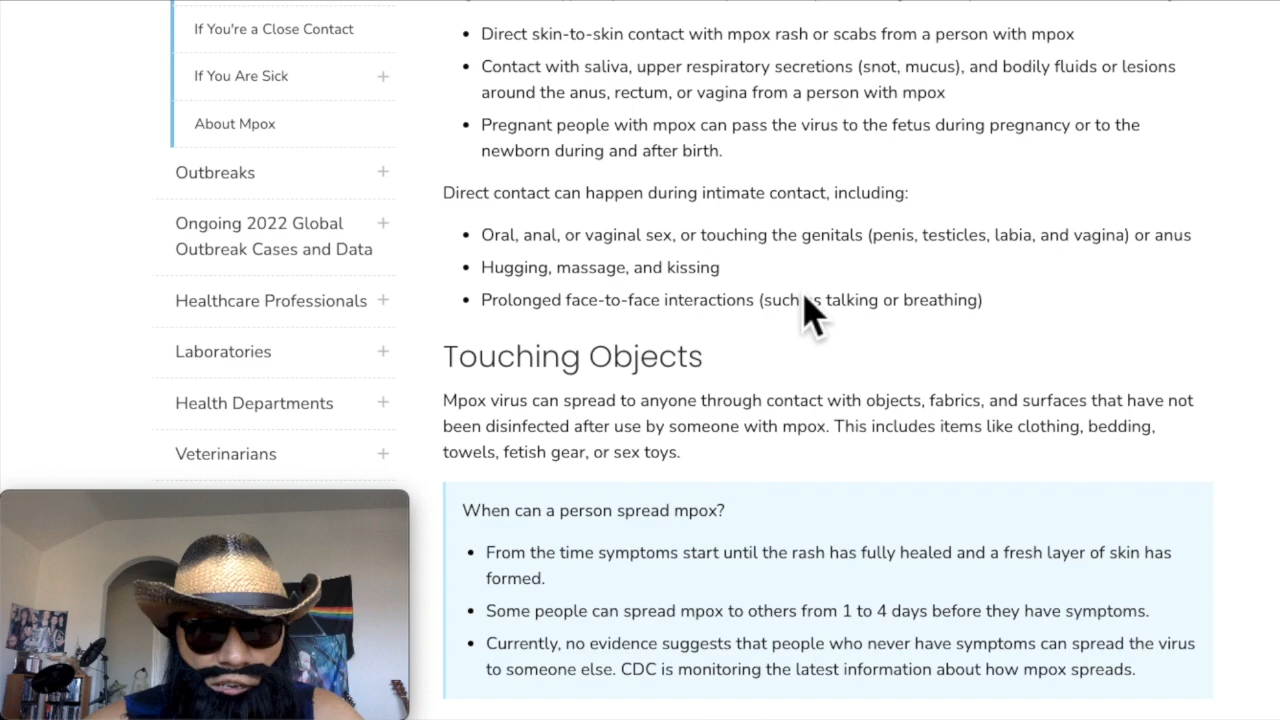 If You're a Close Contact
If You Are Sick
About Mpox
Outbreaks
Ongoing 2022 Global
Outbreak Cases and Data
Healthcare Professionals
Laboratories
Health Departments
Veterinarians
Direct skin-to-skin contact with mpox rash or scabs from a person with mpox
Contact with saliva, upper respiratory secretions (snot, mucus), and bodily fluids or lesions
around the anus, rectum, or vagina from a person with mpox
Pregnant people with mpox can pass the virus to the fetus during pregnancy or to the
newborn during and after birth.
Direct contact can happen during intimate contact, including:
Oral, anal, or vaginal sex, or touching the genitals (penis, testicles, labia, and vagina) or anus
Hugging, massage, and kissing
Prolonged face-to-face interactions (such as talking or breathing)
Touching Objects
Mpox virus can spread to anyone through contact with objects, fabrics, and surfaces that have not
been disinfected after use by someone with mpox. This includes items like clothing, bedding,
towels, fetish gear, or sex toys.
When can a person spread mpox?
From the time symptoms start until the rash has fully healed and a fresh layer of skin has
formed.
Some people can spread mpox to others from 1 to 4 days before they have symptoms.
Currently, no evidence suggests that people who never have symptoms can spread the virus
to someone else. CDC is monitoring the latest information about how mpox spreads.